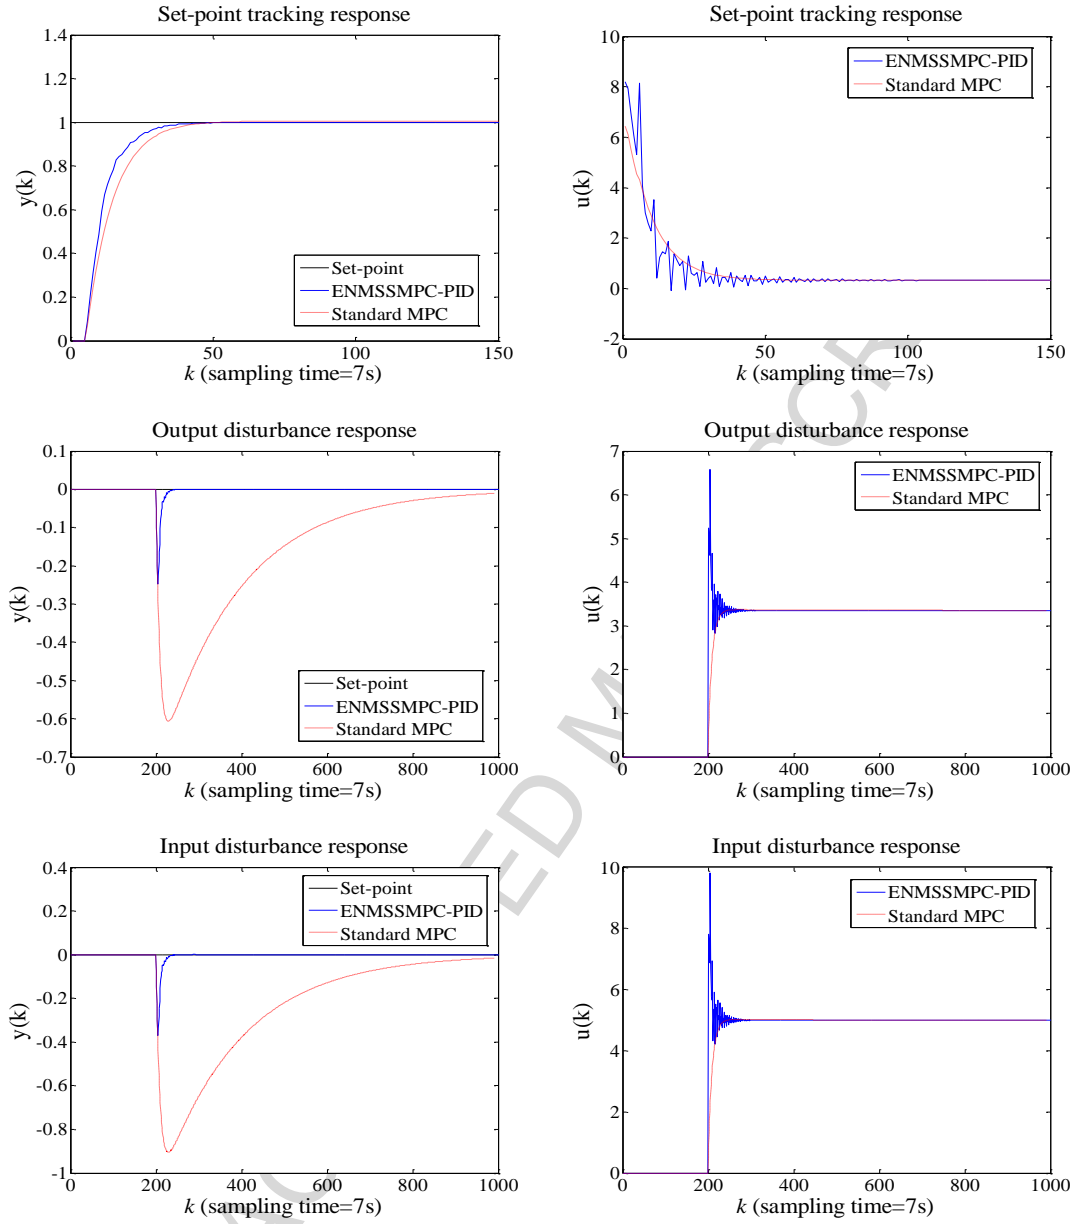 Set-point tracking response
1.4
1.2
1
0.8
0.6
0.4
0.2
0
y(k)
Set-point
ENMSSMPC-PID
Standard MPC
0 50 100 150
k (sampling time=7s)
Set-point tracking response
10
8
6
4
2
0
-2
u(k)
ENMSSMPC-PID
Standard MPC
0 50 100 150
k (sampling time=7s)
Output disturbance response
0.1
0
-0.1
-0.2
-0.3
-0.4
-0.5
-0.6
-0.7
y(k)
Set-point
ENMSSMPC-PID
Standard MPC
0 200 400 600 800 1000
k (sampling time=7s)
Output disturbance response
7
6
5
4
3
2
1
0
u(k)
ENMSSMPC-PID
Standard MPC
0 200 400 600 800 1000
k (sampling time=7s)
Input disturbance response
0.4
0.2
0
-0.2
-0.4
-0.6
-0.8
-1
y(k)
Set-point
ENMSSMPC-PID
Standard MPC
0 200 400 600 800 1000
k (sampling time=7s)
Input disturbance response
10
8
6
4
2
0
u(k)
ENMSSMPC-PID
Standard MPC
0 200 400 600 800 1000
k (sampling time=7s)